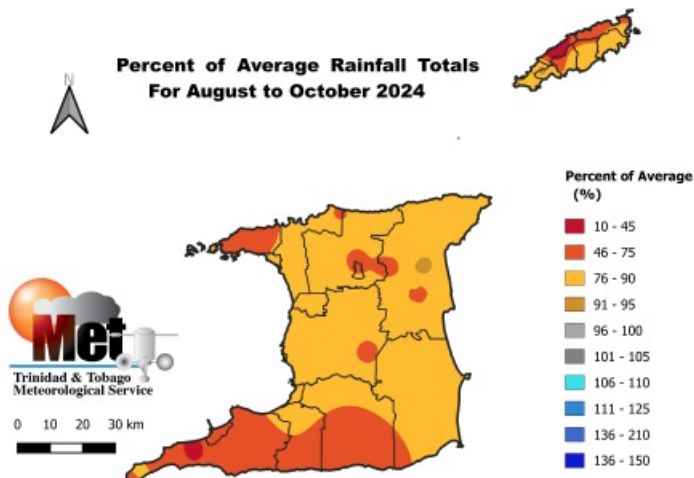 Percent of Average Rainfall Totals
For August to October 2024
N
Percent of Average
(%)
10 - 45
46 - 75
76 - 90
91 - 95
96 - 100
101 - 105
106 - 110
111 - 125
136 - 210
136 - 150
Met
Trinidad & Tobago
Meteorological Service
0 10 20 30 km